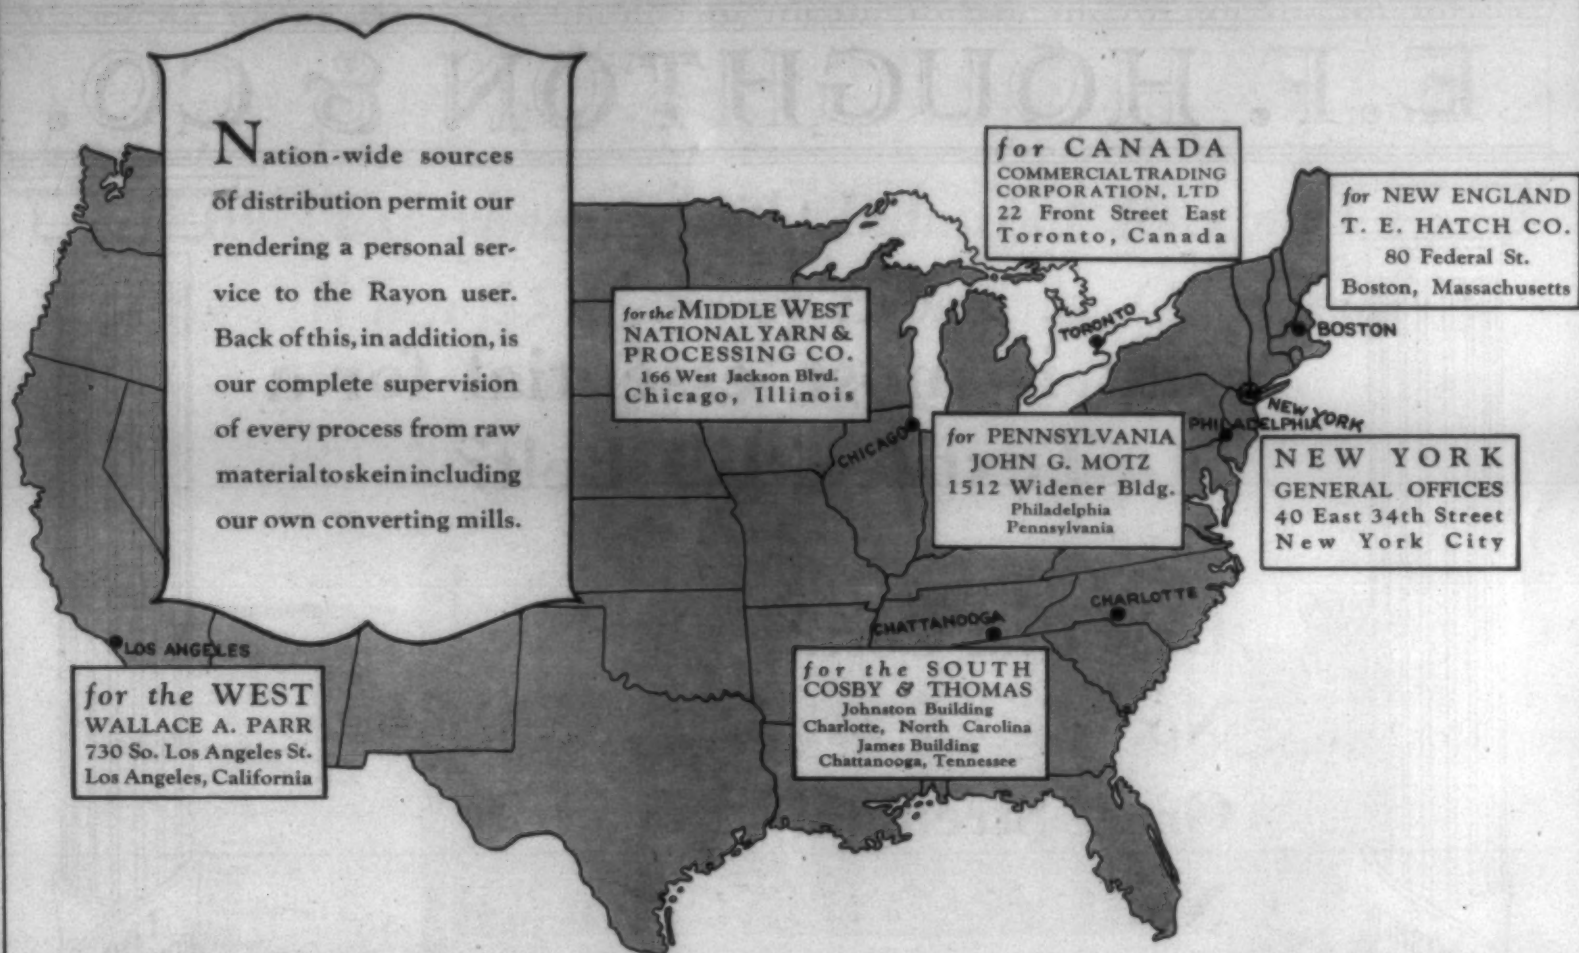 Nation-wide sources
of distribution permit our
rendering a personal ser-
vice to the Rayon user.
Back of this, in addition, is
our complete supervision
of every process from raw
material to skein including
our own converting mills.
for CANADA
COMMERCIAL TRADING
CORPORATION, LTD
22 Front Street East
Toronto, Canada
for NEW ENGLAND
T. E. HATCH CO.
80 Federal St.
Boston, Massachusetts
for the MIDDLE WEST
NATIONAL YARN &
PROCESSING CO.
166 West Jackson Blvd.
Chicago, Illinois
TORONTO
BOSTON
NEW YORK
PHILADELPHIA
CHICAGO
for PENNSYLVANIA
JOHN G. MOTZ
1512 Widener Bldg.
Philadelphia
Pennsylvania
NEW YORK
GENERAL OFFICES
40 East 34th Street
New York City
CHARLOTTE
CHATTANOOGA
LOS ANGELES
for the WEST
WALLACE A. PARR
730 So. Los Angeles St.
Los Angeles, California
for the SOUTH
COSBY & THOMAS
Johnston Building
Charlotte, North Carolina
James Building
Chattanooga, Tennessee
E. F. HOUGHTON & CO.